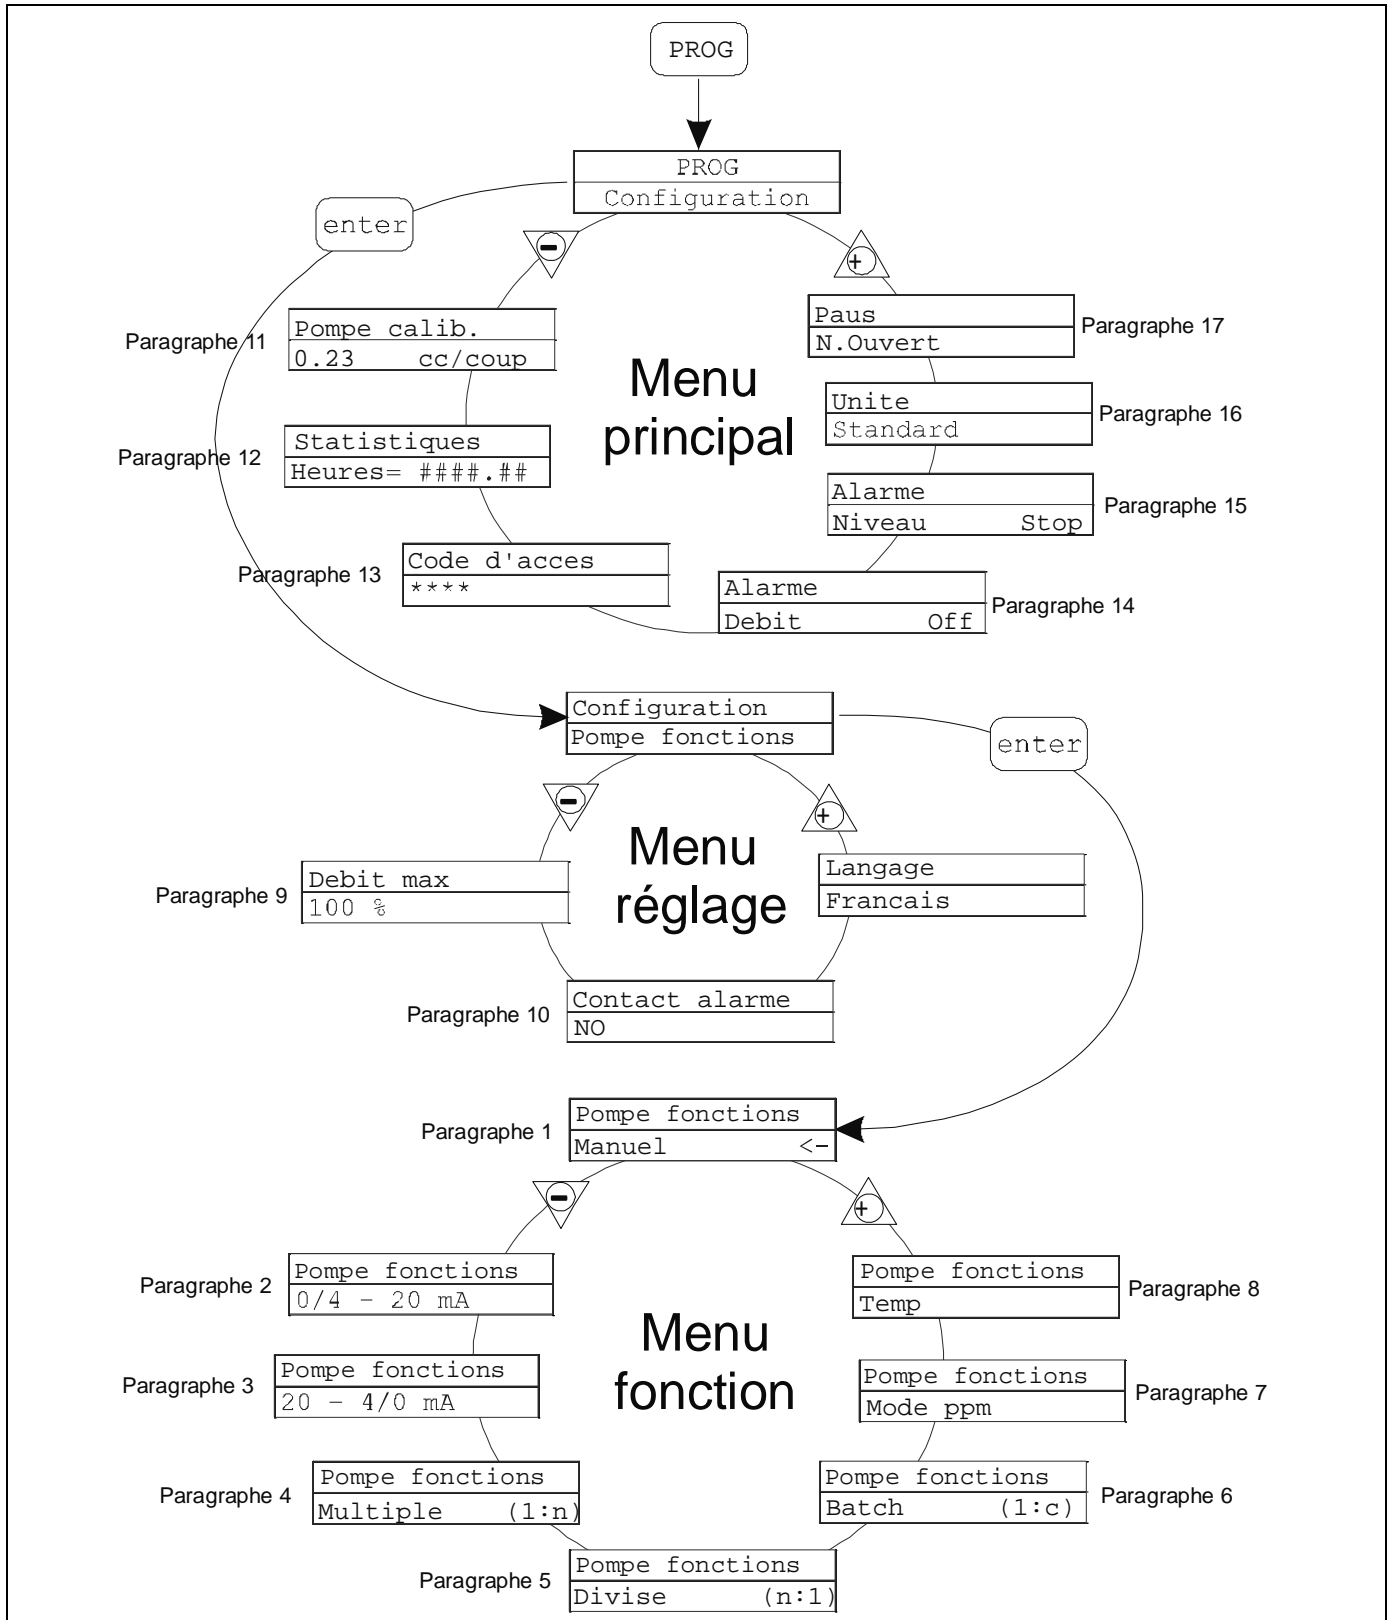 PROG
PROG
Configuration
enter
−
+
Paragraphe 11
Pompe calib.
0.23 cc/coup
Paus
N.Ouvert
Paragraphe 17
Menu
principal
Unite
Standard
Paragraphe 16
Paragraphe 12
Statistiques
Heures= ####.##
Alarme
Niveau Stop
Paragraphe 15
Paragraphe 13
Code d'acces
****
Alarme
Debit Off
Paragraphe 14
Configuration
Pompe fonctions
enter
−
+
Menu
réglage
Paragraphe 9
Debit max
100 %
Langage
Francais
Paragraphe 10
Contact alarme
NO
Paragraphe 1
Pompe fonctions
Manuel <-
−
+
Paragraphe 2
Pompe fonctions
0/4 - 20 mA
Pompe fonctions
Temp
Paragraphe 8
Menu
fonction
Paragraphe 3
Pompe fonctions
20 - 4/0 mA
Pompe fonctions
Mode ppm
Paragraphe 7
Paragraphe 4
Pompe fonctions
Multiple (1:n)
Pompe fonctions
Batch (1:c)
Paragraphe 6
Paragraphe 5
Pompe fonctions
Divise (n:1)